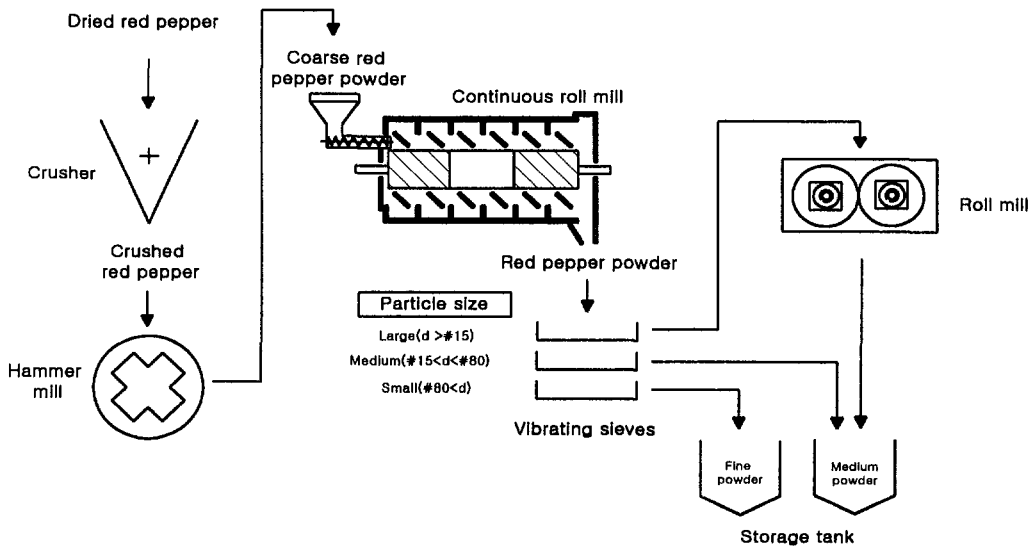 Dried red pepper
Crusher
Crushed
red pepper
Hammer
mill
Coarse red
pepper powder
Continuous roll mill
Roll mill
Red pepper powder
Particle size
Large(d >#15)
Medium(#15<d<#80)
Small(#80<d)
Vibrating sieves
Fine
powder
Medium
powder
Storage tank